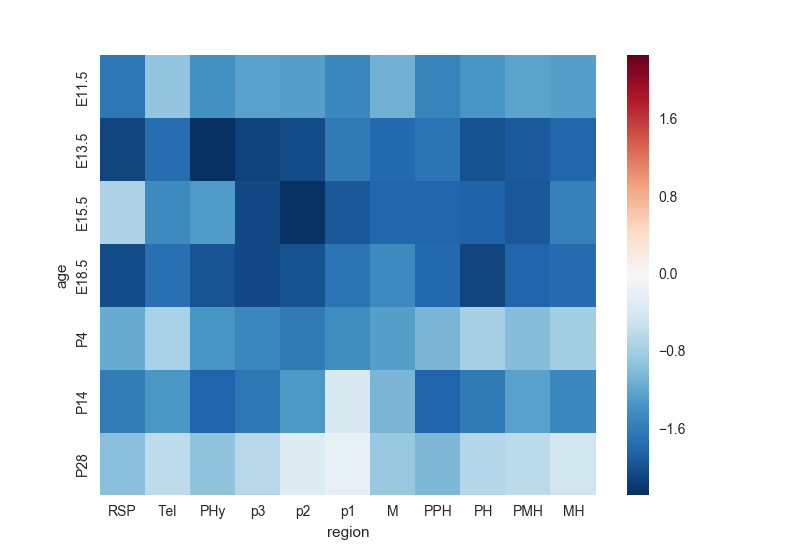 age
E11.5
E13.5
E15.5
E18.5
P4
P14
P28
RSP Tel PHy p3 p2 p1 M PPH PH PMH MH
region
1.6
0.8
0.0
−0.8
−1.6